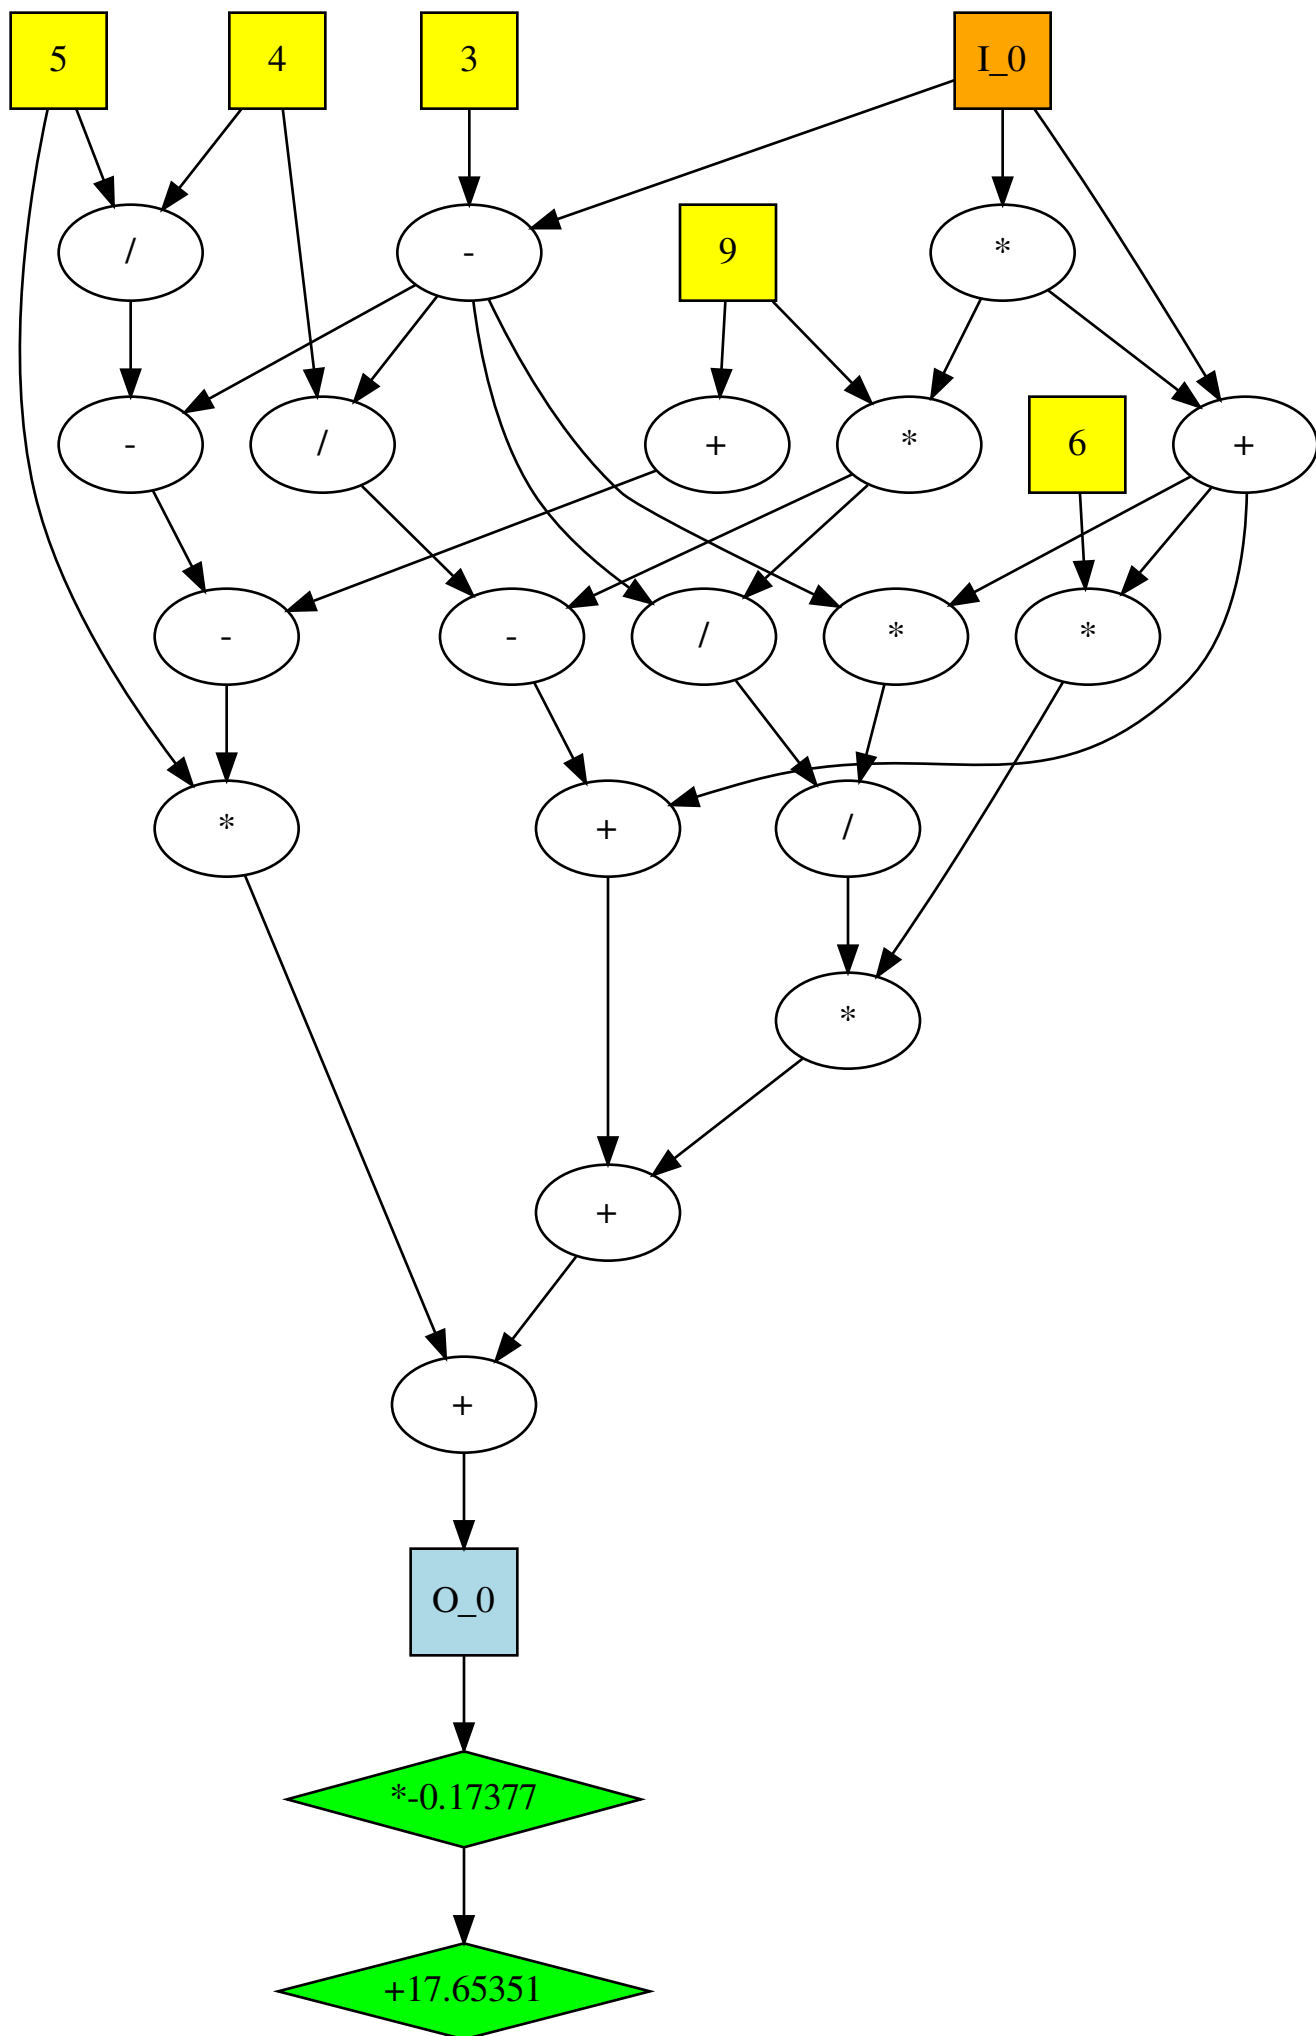 5 4 3 I_0
/ - 9 *
- / + * 6 +
- - / * *
* + /
*
+
+
O_0
*-0.17377
+17.65351